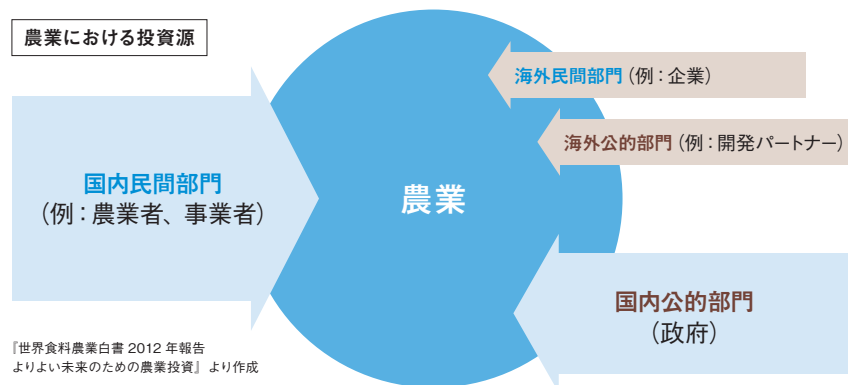 農業における投資源
海外民間部門（例：企業）
海外公的部門（例：開発パートナー）
国内民間部門
（例：農業者、事業者）
農業
国内公的部門
（政府）
『世界食料農業白書 2012 年報告
よりよい未来のための農業投資』より作成